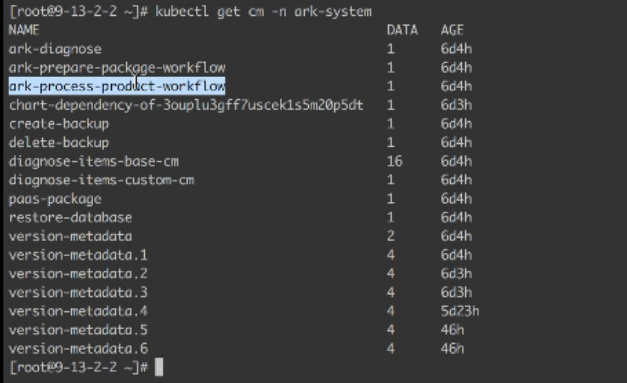 [root@9-13-2-2 ~]# kubectl get cm -n ark-system
NAME DATA AGE
ark-diagnose 1 6d4h
ark-prepare-package-workflow 1 6d4h
ark-process-product-workflow 1 6d4h
chart-dependency-of-3ouplu3gff7uscek1s5m20p5dt 1 6d3h
create-backup 1 6d4h
delete-backup 1 6d4h
diagnose-items-base-cm 16 6d4h
diagnose-items-custom-cm 1 6d4h
paas-package 1 6d4h
restore-database 1 6d4h
version-metadata 2 6d4h
version-metadata.1 4 6d4h
version-metadata.2 4 6d3h
version-metadata.3 4 6d3h
version-metadata.4 4 5d23h
version-metadata.5 4 46h
version-metadata.6 4 46h
[root@9-13-2-2 ~]#